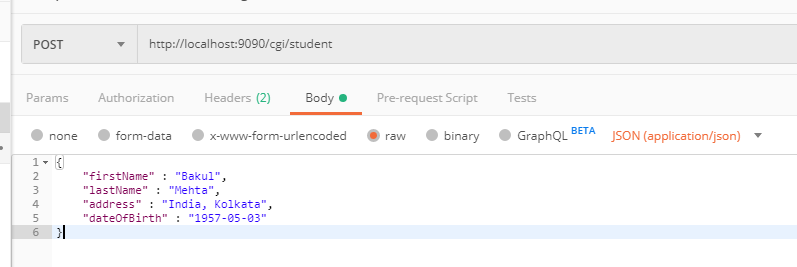 POST http://localhost:9090/cgi/student
Params Authorization Headers (2) Body Pre-request Script Tests
none form-data x-www-form-urlencoded raw binary GraphQL BETA JSON (application/json)
1 {
2 "firstName" : "Bakul",
3 "lastName" : "Mehta",
4 "address" : "India, Kolkata",
5 "dateOfBirth" : "1957-05-03"
6 }